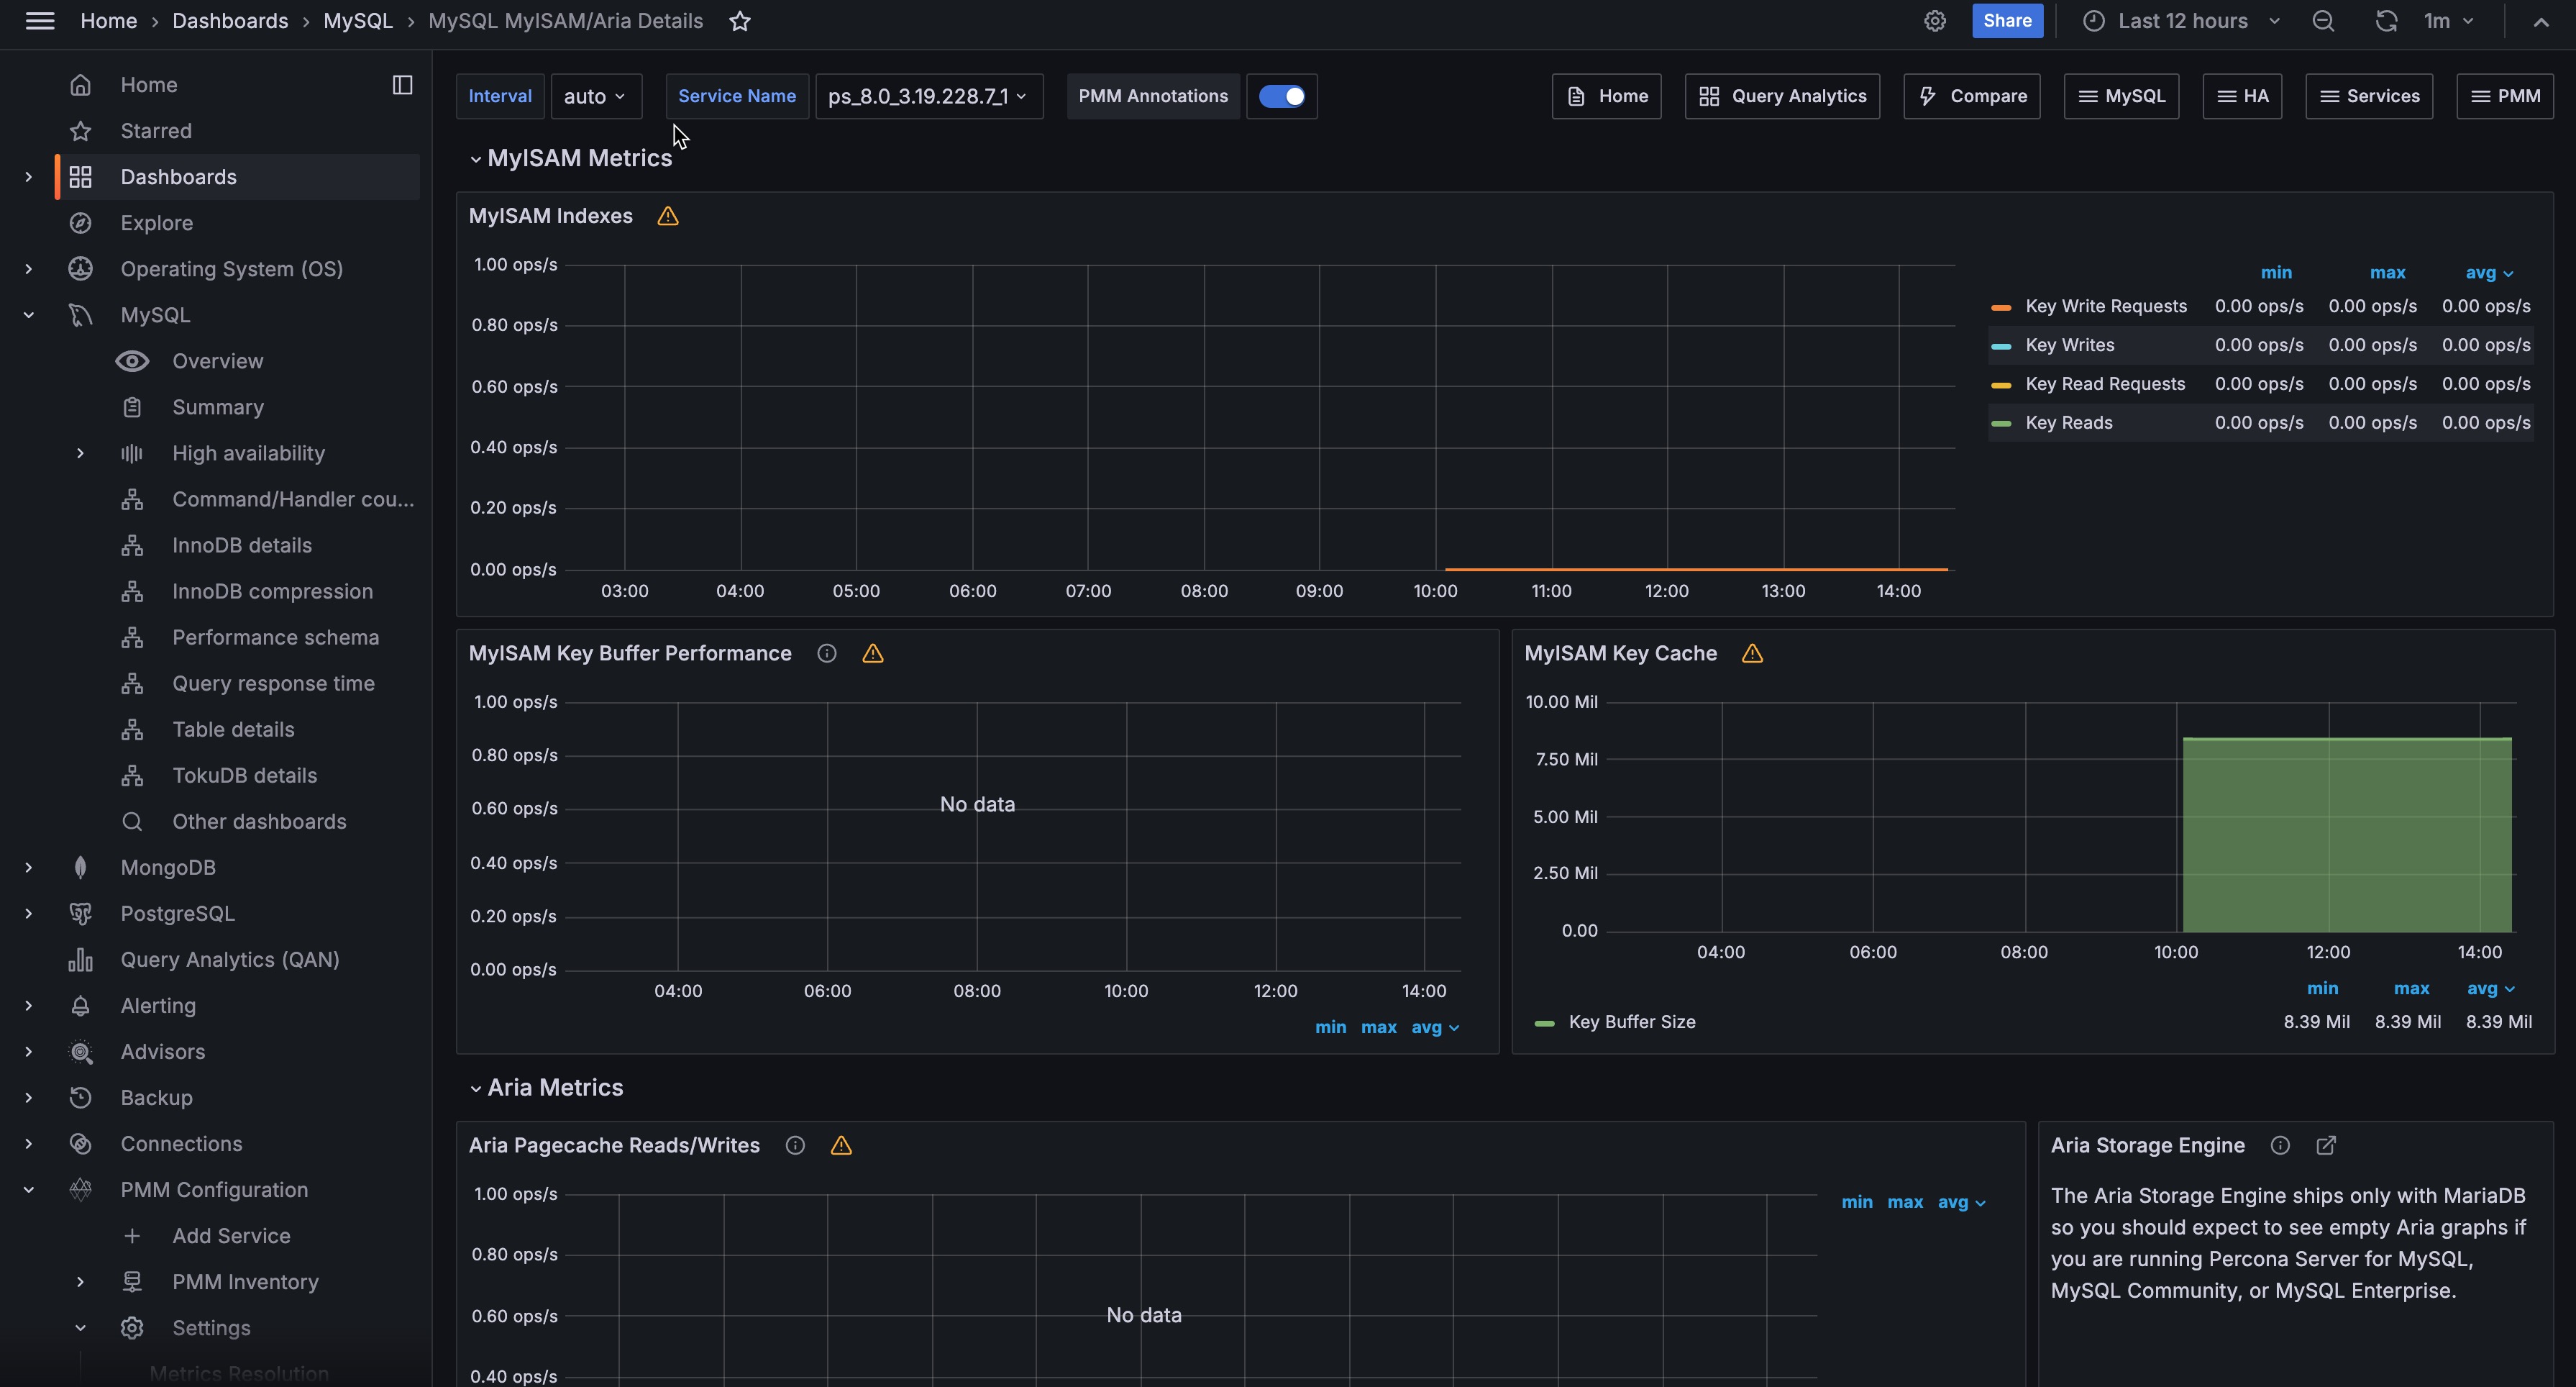 Home › Dashboards › MySQL › MySQL MyISAM/Aria Details
Share
Last 12 hours
1m
Home
Starred
Dashboards
Explore
Operating System (OS)
MySQL
Overview
Summary
High availability
Command/Handler cou...
InnoDB details
InnoDB compression
Performance schema
Query response time
Table details
TokuDB details
Other dashboards
MongoDB
PostgreSQL
Query Analytics (QAN)
Alerting
Advisors
Backup
Connections
PMM Configuration
Add Service
PMM Inventory
Settings
Metrics Resolution
Interval auto Service Name ps_8.0_3.19.228.7_1 PMM Annotations
Home Query Analytics Compare MySQL HA Services PMM
MyISAM Metrics
MyISAM Indexes
1.00 ops/s
0.80 ops/s
0.60 ops/s
0.40 ops/s
0.20 ops/s
0.00 ops/s
03:00 04:00 05:00 06:00 07:00 08:00 09:00 10:00 11:00 12:00 13:00 14:00
min max avg
Key Write Requests 0.00 ops/s 0.00 ops/s 0.00 ops/s
Key Writes 0.00 ops/s 0.00 ops/s 0.00 ops/s
Key Read Requests 0.00 ops/s 0.00 ops/s 0.00 ops/s
Key Reads 0.00 ops/s 0.00 ops/s 0.00 ops/s
MyISAM Key Buffer Performance
1.00 ops/s
0.80 ops/s
0.60 ops/s
0.40 ops/s
0.20 ops/s
0.00 ops/s
No data
04:00 06:00 08:00 10:00 12:00 14:00
min max avg
MyISAM Key Cache
10.00 Mil
7.50 Mil
5.00 Mil
2.50 Mil
0.00
04:00 06:00 08:00 10:00 12:00 14:00
min max avg
Key Buffer Size 8.39 Mil 8.39 Mil 8.39 Mil
Aria Metrics
Aria Pagecache Reads/Writes
1.00 ops/s
0.80 ops/s
0.60 ops/s
0.40 ops/s
No data
min max avg
Aria Storage Engine
The Aria Storage Engine ships only with MariaDB
so you should expect to see empty Aria graphs if
you are running Percona Server for MySQL,
MySQL Community, or MySQL Enterprise.